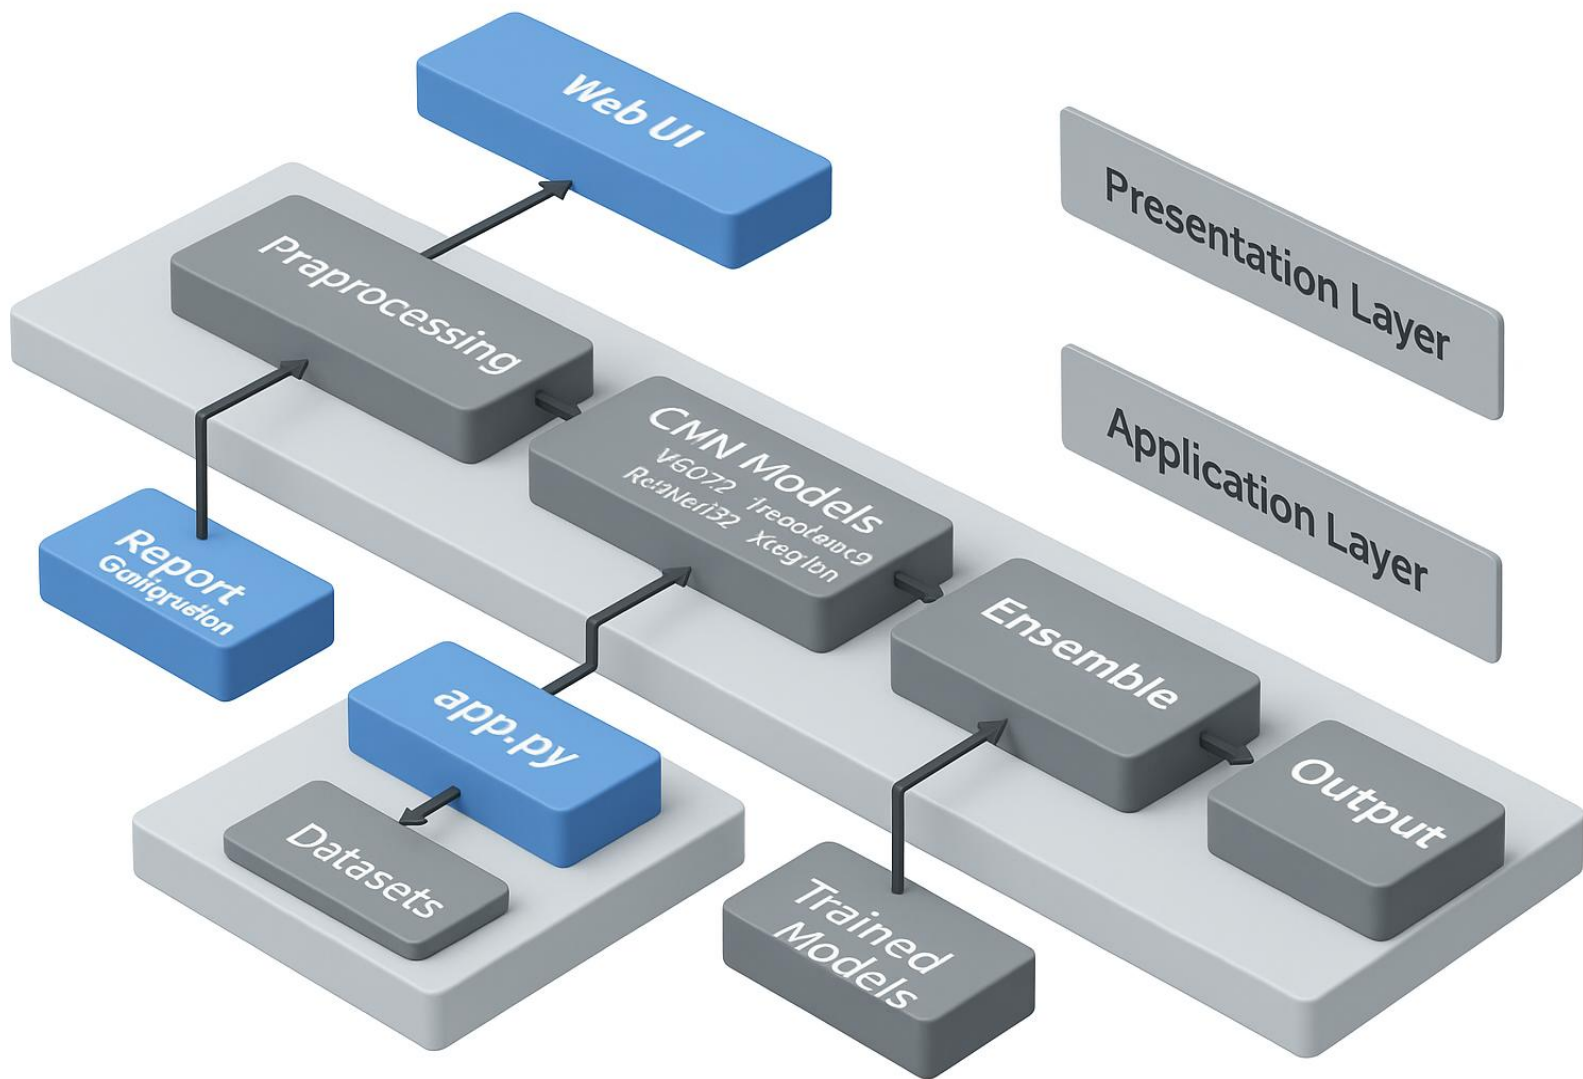 Web UI
Presentation Layer
Praprocessing
Application Layer
CMN Models
Report
Ensemble
app.py
Output
Datasets
Trained
Models